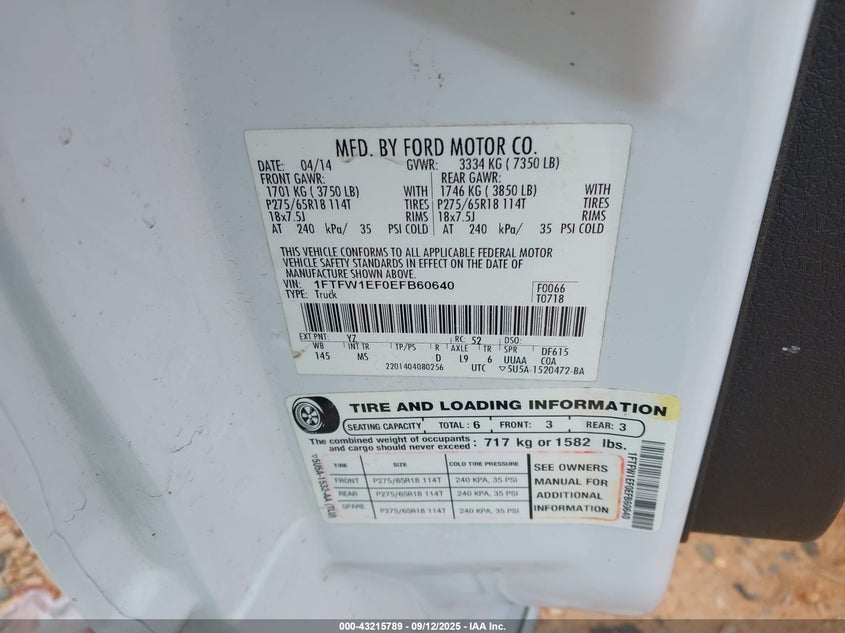 MFD. BY FORD MOTOR CO.
DATE: 04/14 GVWR: 3334 KG ( 7350 LB)
FRONT GAWR: REAR GAWR:
1701 KG ( 3750 LB) WITH 1746 KG ( 3850 LB) WITH
P275/65R18 114T TIRES P275/65R18 114T TIRES
18x7.5J RIMS 18x7.5J RIMS
AT 240 kPa/ 35 PSI COLD AT 240 kPa/ 35 PSI COLD
THIS VEHICLE CONFORMS TO ALL APPLICABLE FEDERAL MOTOR
VEHICLE SAFETY STANDARDS IN EFFECT ON THE DATE OF
MANUFACTURE SHOWN ABOVE.
VIN: 1FTFW1EF0EFB60640 F0066
TYPE: Truck T0718
EXT PNT: YZ RC: 52 DSO:
WB INT TR TP/PS R AXLE TR SPR DF615
145 MS D L9 6 UUAA COA
2201404080256 UTC ▽5U5A-1520472-BA
TIRE AND LOADING INFORMATION
SEATING CAPACITY TOTAL : 6 FRONT: 3 REAR: 3
The combined weight of occupants
and cargo should never exceed : 717 kg or 1582 lbs.
TIRE SIZE COLD TIRE PRESSURE
FRONT P275/65R18 114T 240 KPA, 35 PSI
REAR P275/65R18 114T 240 KPA, 35 PSI
SPARE P275/65R18 114T 240 KPA, 35 PSI
SEE OWNERS
MANUAL FOR
ADDITIONAL
INFORMATION
▽5U5A-1532-AA (TLU)
1FTFW1EF0EFB60640
000-43215789 - 09/12/2025 - IAA Inc.